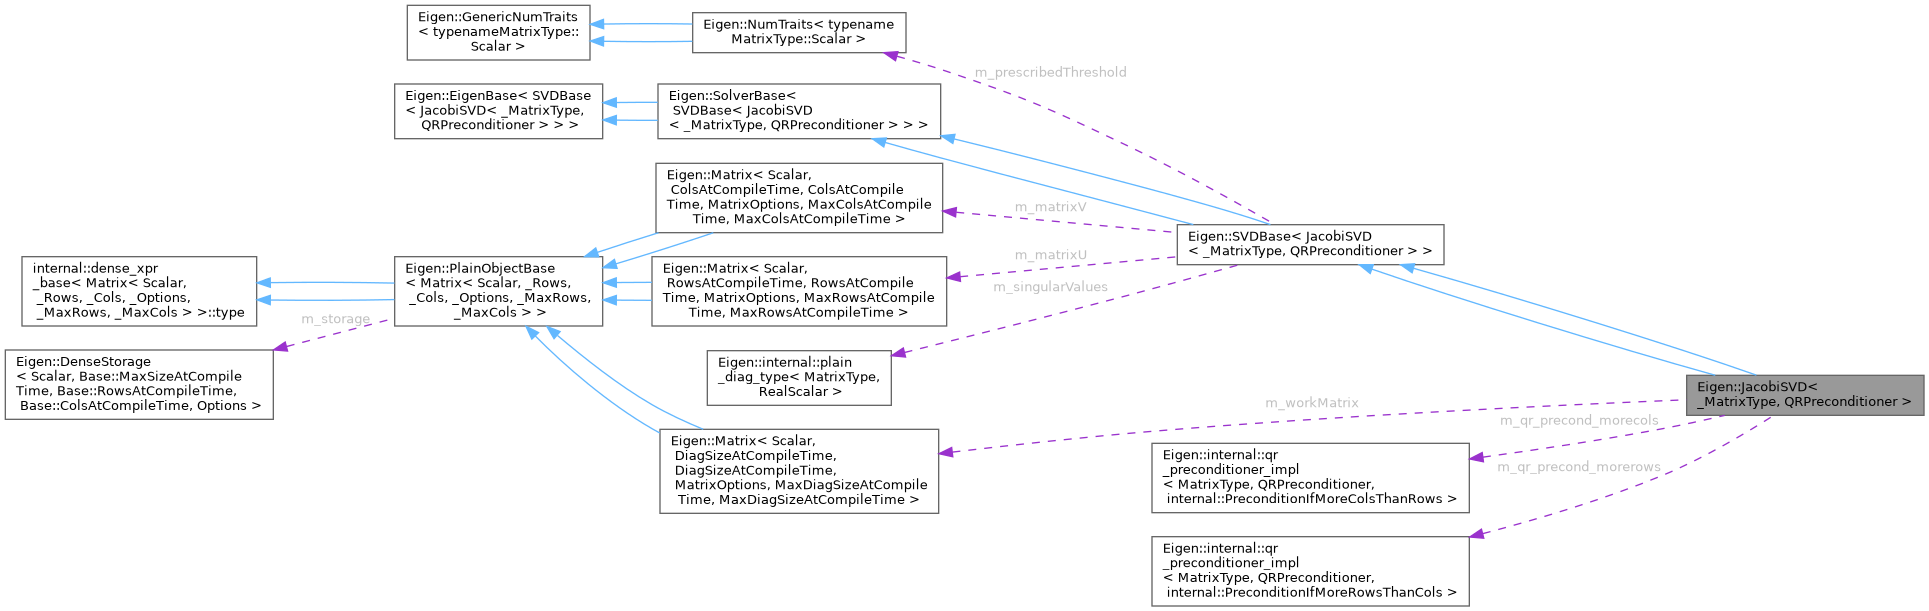 Eigen::GenericNumTraits
< typenameMatrixType::
Scalar >
Eigen::NumTraits< typename
MatrixType::Scalar >
m_prescribedThreshold
Eigen::EigenBase< SVDBase
< JacobiSVD< _MatrixType,
QRPreconditioner > > >
Eigen::SolverBase<
SVDBase< JacobiSVD
< _MatrixType, QRPreconditioner > > >
Eigen::Matrix< Scalar,
ColsAtCompileTime, ColsAtCompile
Time, MatrixOptions, MaxColsAtCompile
Time, MaxColsAtCompileTime >
m_matrixV
Eigen::SVDBase< JacobiSVD
< _MatrixType, QRPreconditioner > >
internal::dense_xpr
_base< Matrix< Scalar,
_Rows, _Cols, _Options,
_MaxRows, _MaxCols > >::type
Eigen::PlainObjectBase
< Matrix< Scalar, _Rows,
_Cols, _Options, _MaxRows,
_MaxCols > >
Eigen::Matrix< Scalar,
RowsAtCompileTime, RowsAtCompile
Time, MatrixOptions, MaxRowsAtCompile
Time, MaxRowsAtCompileTime >
m_matrixU
m_singularValues
m_storage
Eigen::DenseStorage
< Scalar, Base::MaxSizeAtCompile
Time, Base::RowsAtCompileTime,
Base::ColsAtCompileTime, Options >
Eigen::internal::plain
_diag_type< MatrixType,
RealScalar >
Eigen::JacobiSVD<
_MatrixType, QRPreconditioner >
m_workMatrix
m_qr_precond_morecols
m_qr_precond_morerows
Eigen::Matrix< Scalar,
DiagSizeAtCompileTime,
DiagSizeAtCompileTime,
MatrixOptions, MaxDiagSizeAtCompile
Time, MaxDiagSizeAtCompileTime >
Eigen::internal::qr
_preconditioner_impl
< MatrixType, QRPreconditioner,
internal::PreconditionIfMoreColsThanRows >
Eigen::internal::qr
_preconditioner_impl
< MatrixType, QRPreconditioner,
internal::PreconditionIfMoreRowsThanCols >